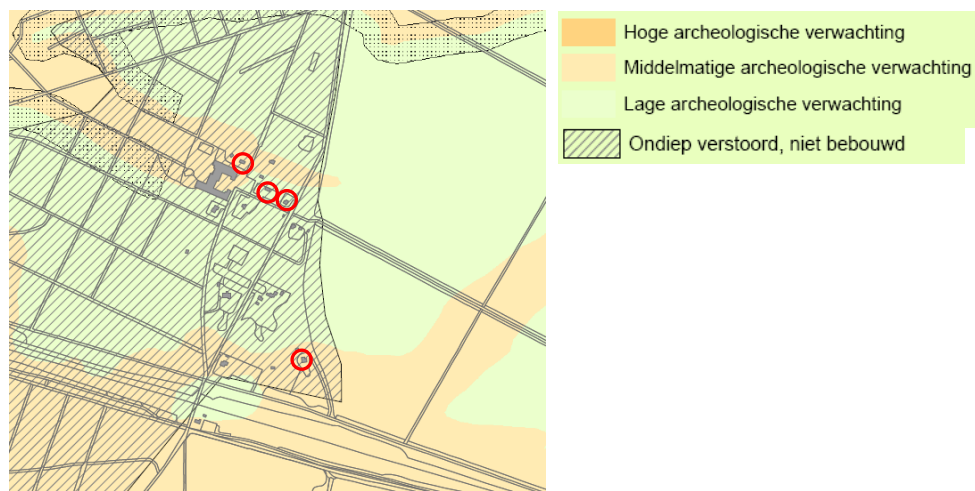 Hoge archeologische verwachting
Middelmatige archeologische verwachting
Lage archeologische verwachting
Ondiep verstoord, niet bebouwd